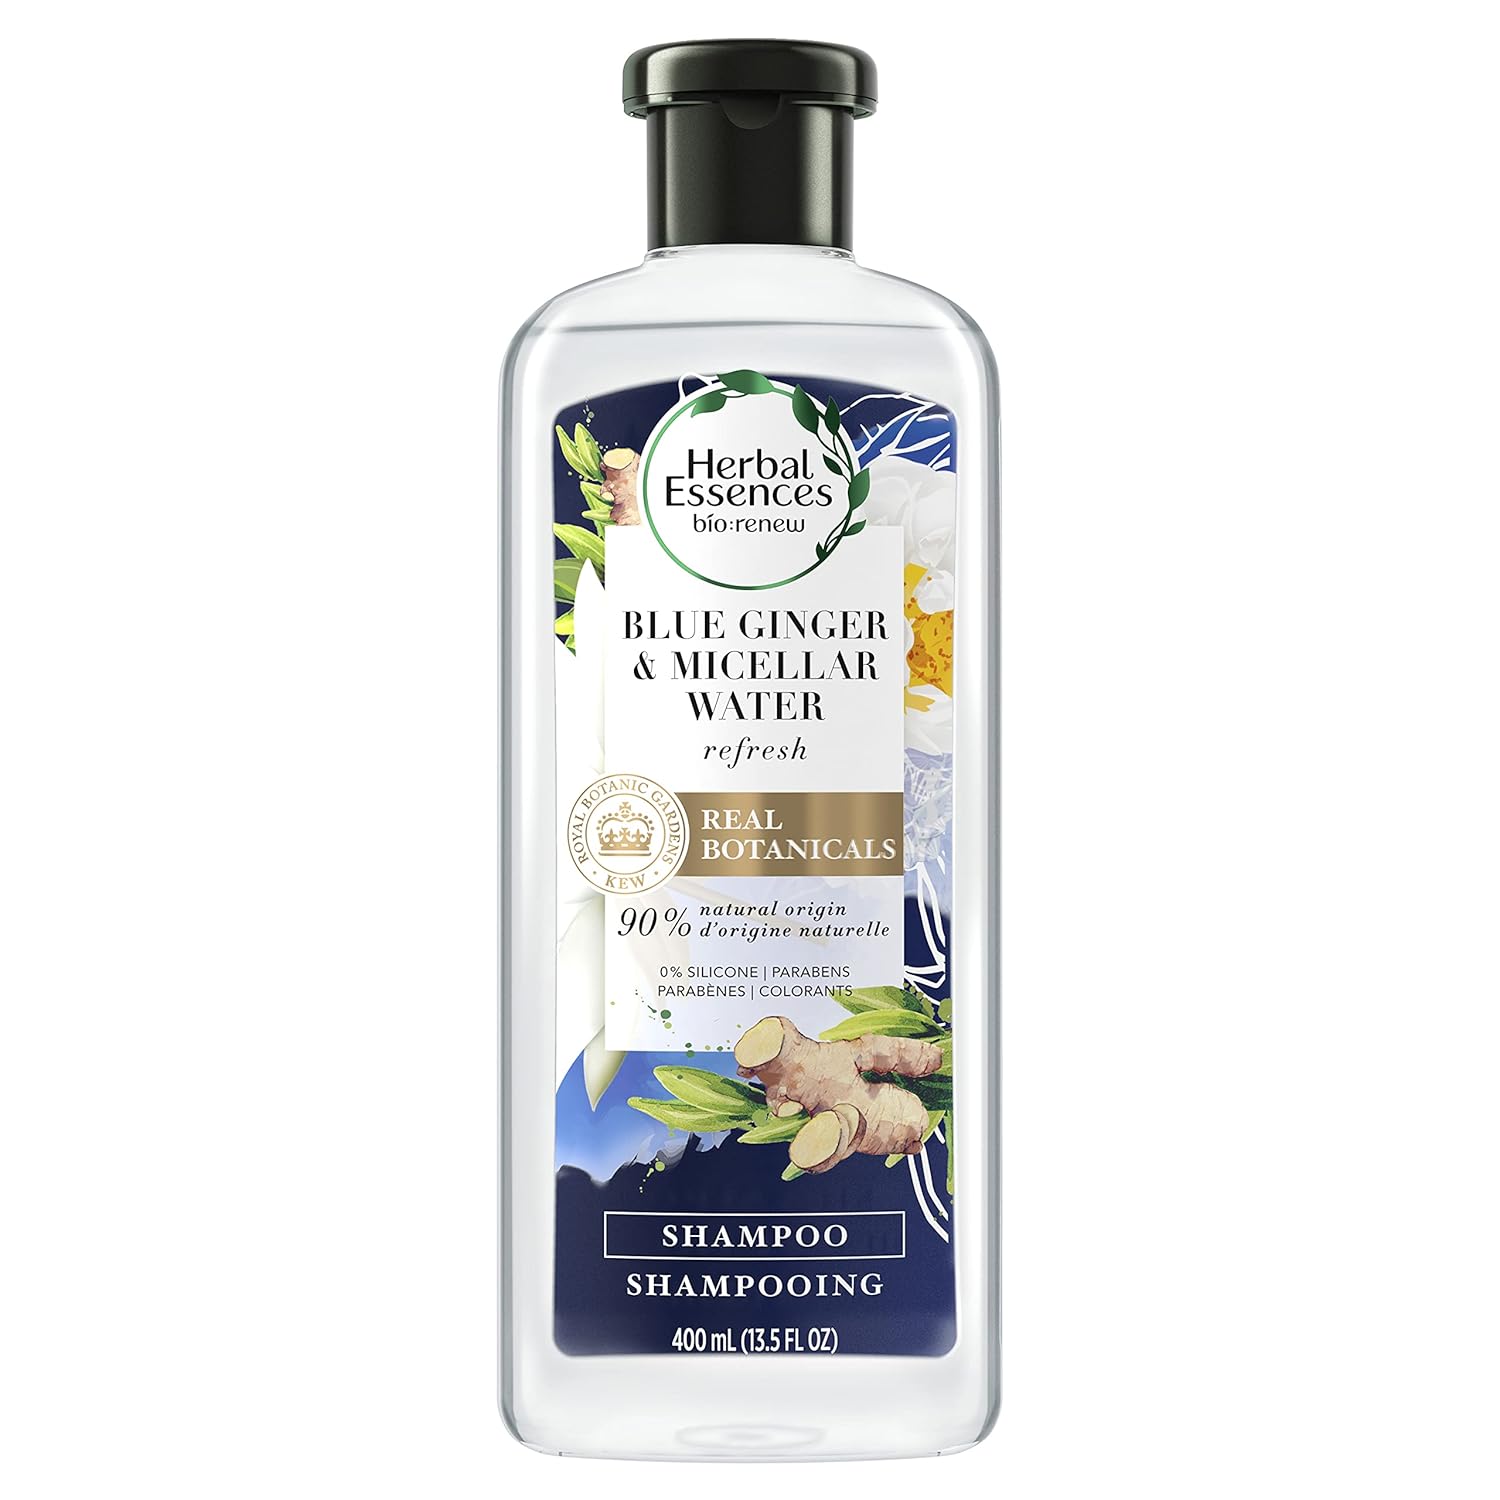 Herbal
Essences
bío:renew
BLUE GINGER
& MICELLAR
WATER
refresh
ROYAL BOTANIC GARDENS
· KEW ·
REAL
BOTANICALS
90% natural origin
d'origine naturelle
0% SILICONE | PARABENS
PARABÈNES | COLORANTS
SHAMPOO
SHAMPOOING
400 mL (13.5 FL OZ)